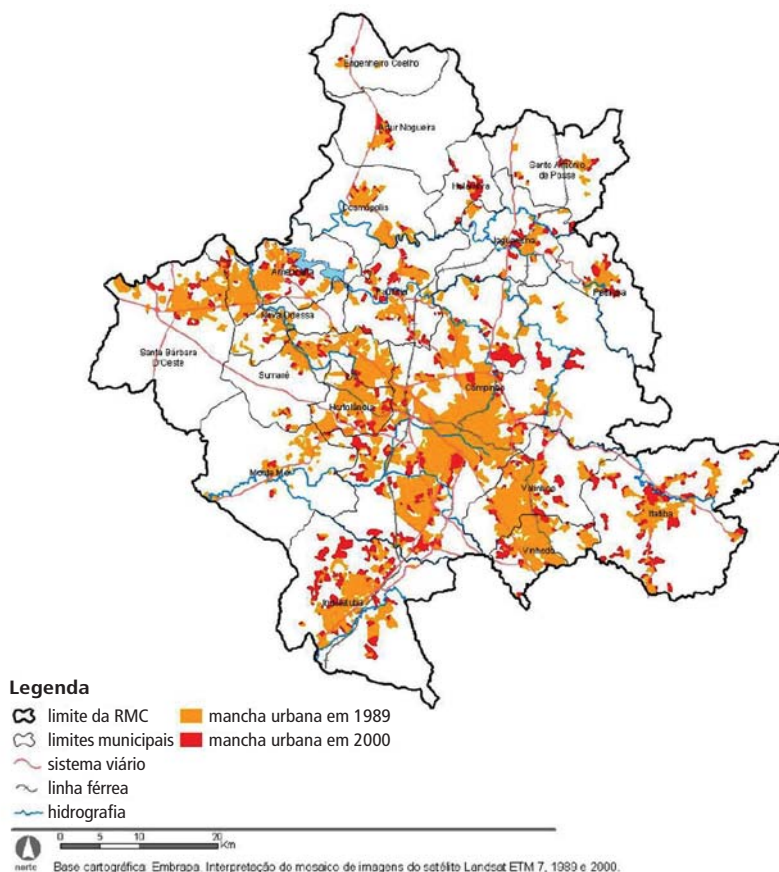 Engenheiro Coelho
Artur Nogueira
Santo Antônio
de Posse
Holambra
Cosmópolis
Jaguariúna
Pedreira
Americana
Paulínia
Nova Odessa
Santa Bárbara
D'Oeste
Sumaré
Campinas
Hortolândia
Monte Mor
Valinhos
Itatiba
Vinhedo
Indaiatuba
Legenda
limite da RMC
mancha urbana em 1989
limites municipais
mancha urbana em 2000
sistema viário
linha férrea
hidrografia
0 5 10 20
Km
norte
Base cartográfica: Embrapa. Interpretação do mosaico de imagens do satélite Landsat ETM 7, 1989 e 2000.